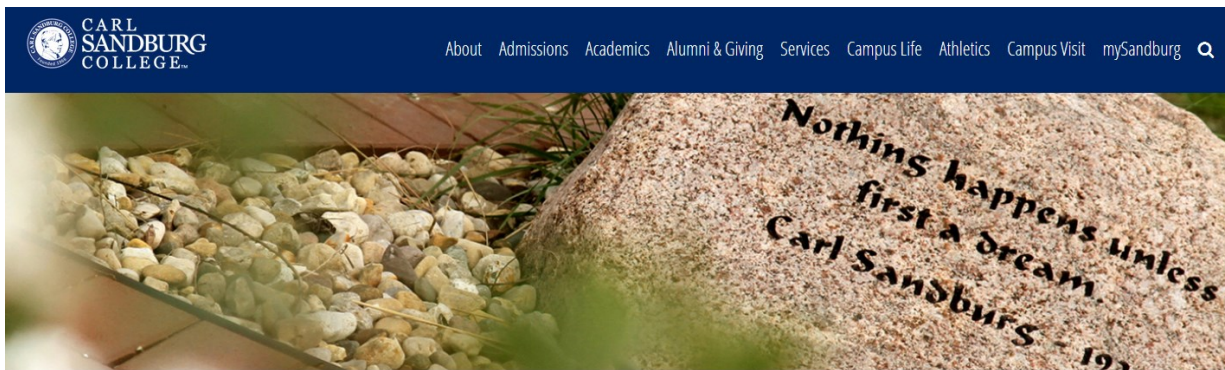 CARL
SANDBURG
COLLEGE™
About Admissions Academics Alumni & Giving Services Campus Life Athletics Campus Visit mySandburg
Nothing happens unless
first a dream.
Carl Sandburg -